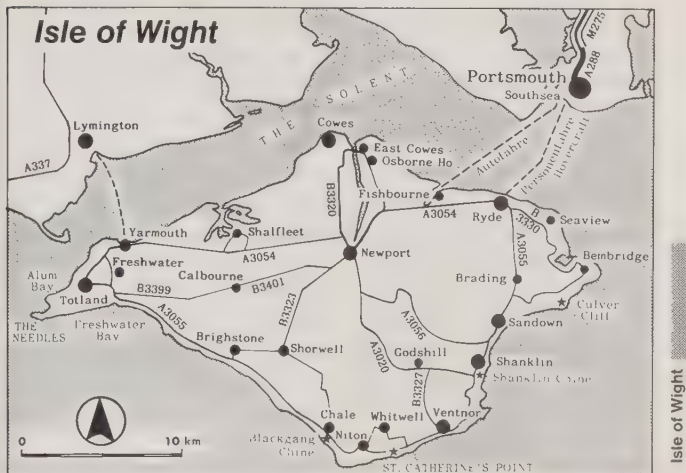 Isle of Wight
M275
A288
Portsmouth
Southsea
THE SOLENT
Lymington
A337
Cowes
East Cowes
Osborne Ho
Autofähre
Personenfähre
Hovercraft
Fishbourne
B3320
A3054
Ryde
B
3330
Seaview
Yarmouth
Shalfleet
A3054
Newport
A3055
Bembridge
Alum
Bay
Freshwater
Calbourne
B3401
Brading
Totland
B3399
Culver
Cliff
THE
NEEDLES
Freshwater
Bay
A3055
B3323
A3056
Sandown
Brighstone
Shorwell
A3020
Godshill
Shanklin
Shanklin Chine
B3327
Chale
Whitwell
Ventnor
Blackgang
Chine
Niton
ST. CATHERINE'S POINT
0 10 km
Isle of Wight